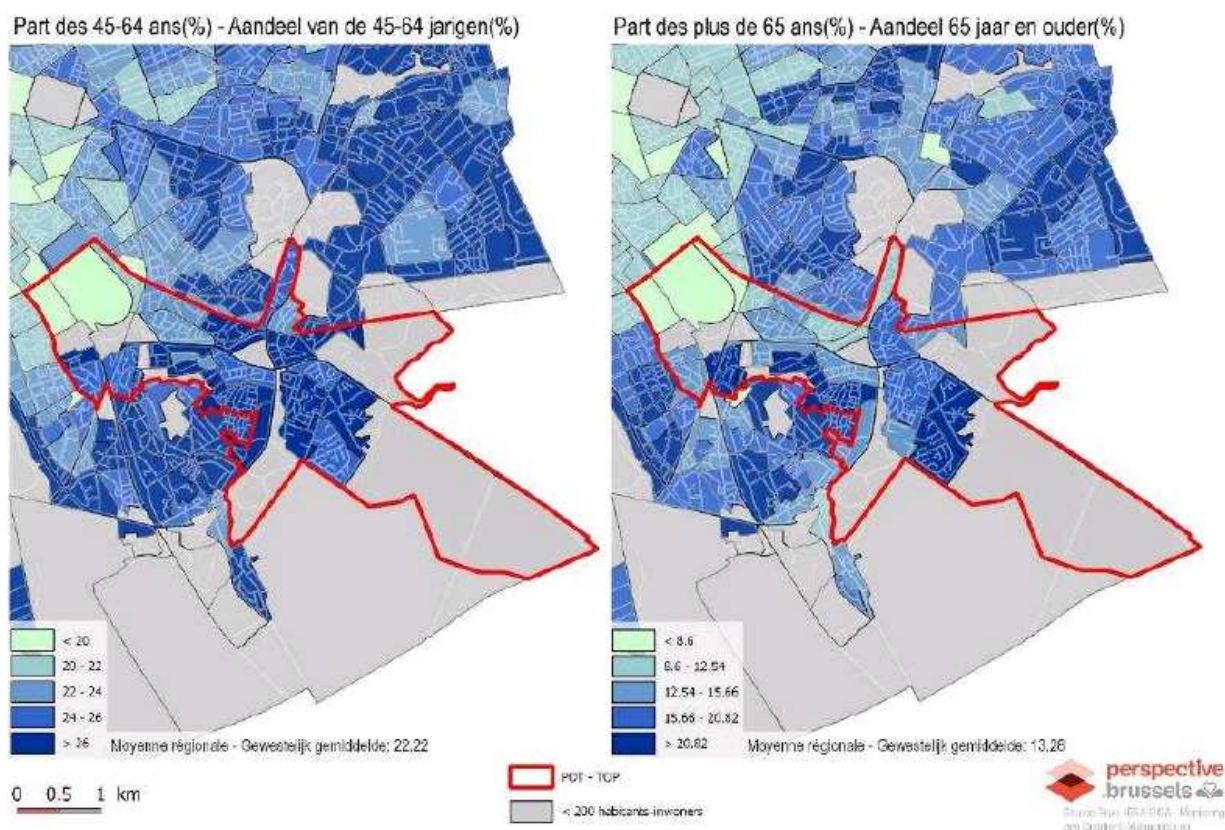 Part des 45-64 ans(%) - Aandeel van de 45-64 jarigen(%)
Part des plus de 65 ans(%) - Aandeel 65 jaar en ouder(%)
< 20
20 - 22
22 - 24
24 - 26
> 26
Moyenne régionale - Gewestelijk gemiddelde: 22,22
< 8.6
8.6 - 12.54
12.54 - 15.66
15.66 - 20.82
> 20.82
Moyenne régionale - Gewestelijk gemiddelde: 13,26
0 0.5 1 km
POT - TOP
< 200 habitants-inwoners
perspective
.brussels